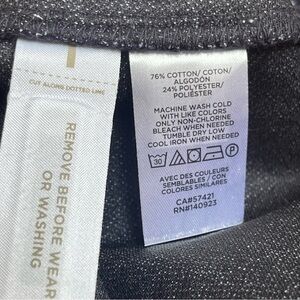 CUT ALONG DOTTED LINE
REMOVE BEFORE WEAR
OR WASHING
76% COTTON/ COTON/
ALGODÓN
24% POLYESTER/
POLIÉSTER
MACHINE WASH COLD
WITH LIKE COLORS
ONLY NON-CHLORINE
BLEACH WHEN NEEDED
TUMBLE DRY LOW
COOL IRON WHEN NEEDED
30
P
AVEC DES COULEURS
SEMBLABLES / CON
COLORES SIMILARES
CA#57421
RN#140923